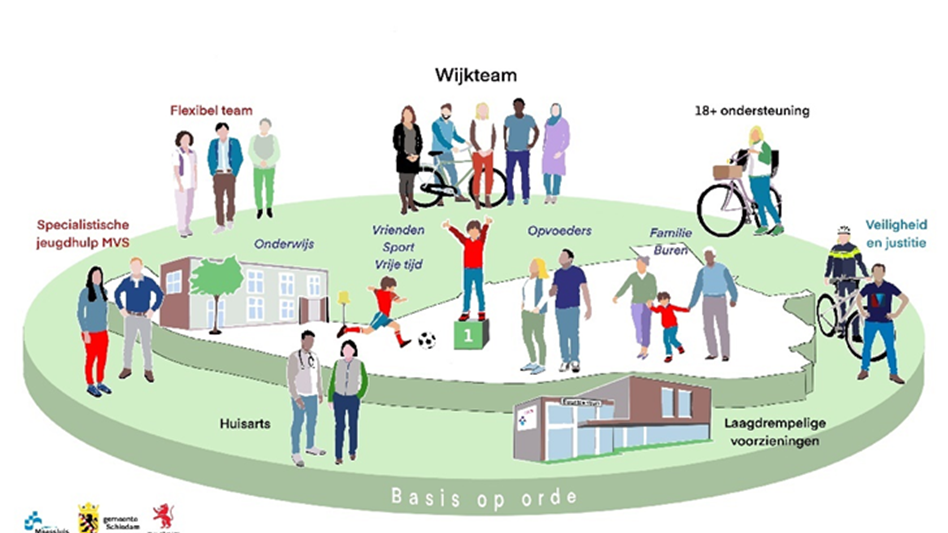 Wijkteam
Flexibel team
18+ ondersteuning
Specialistische
jeugdhulp MVS
Onderwijs
Vrienden
Sport
Vrije tijd
Opvoeders
Familie
Buren
Veiligheid
en justitie
1
Huisarts
Laagdrempelige
voorzieningen
Basis op orde
gemeente
Schiedam